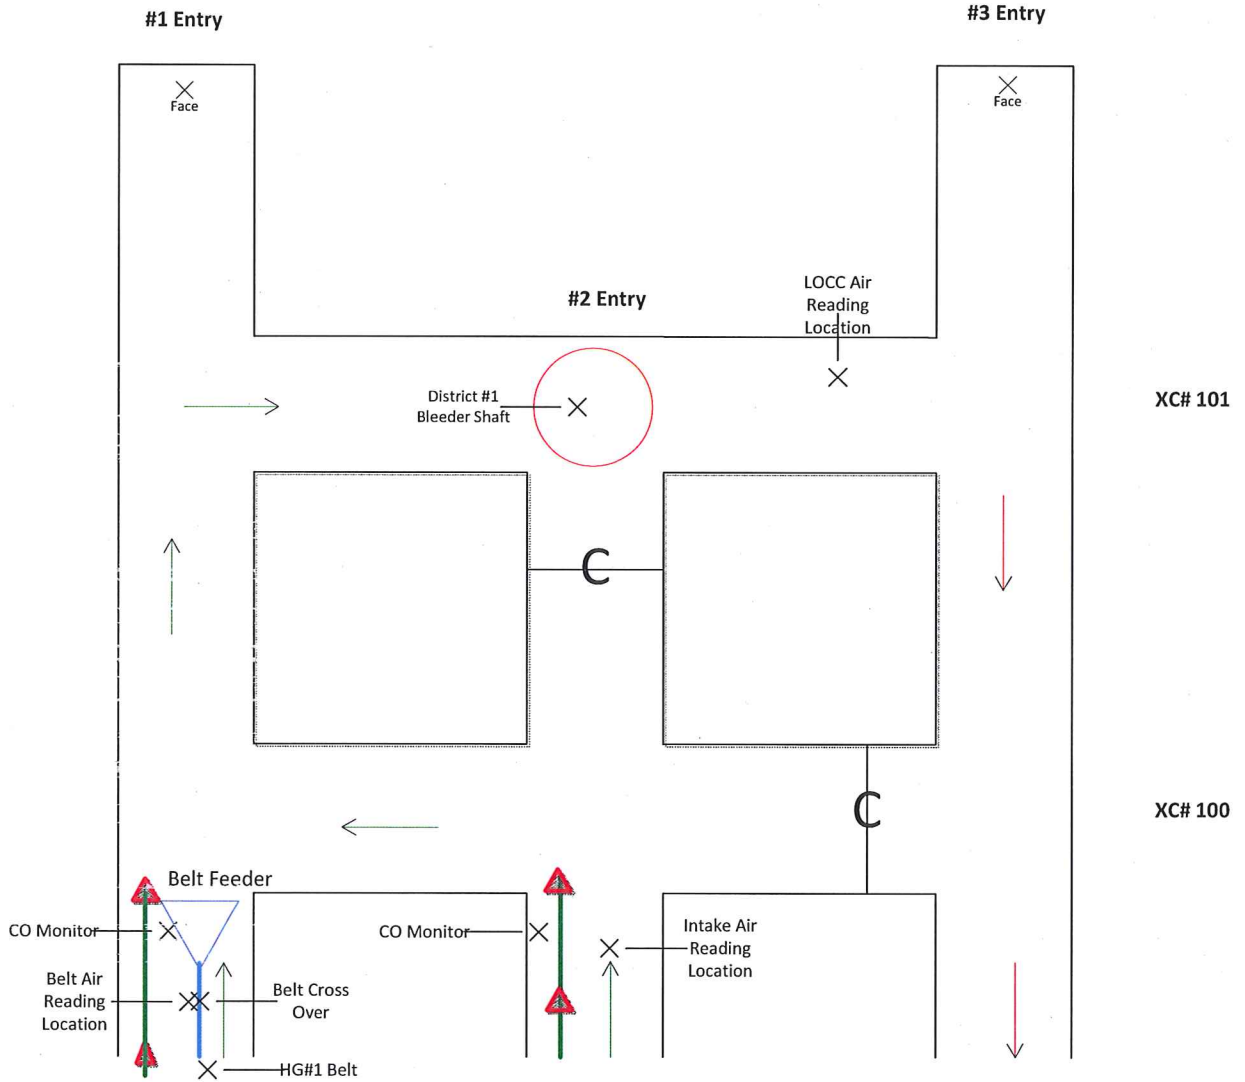 #1 Entry
#3 Entry
Face
Face
LOCC Air
Reading
Location
#2 Entry
District #1
Bleeder Shaft
XC# 101
C
C
XC# 100
Belt Feeder
CO Monitor
CO Monitor
Intake Air
Reading
Location
Belt Air
Reading
Location
Belt Cross
Over
HG#1 Belt